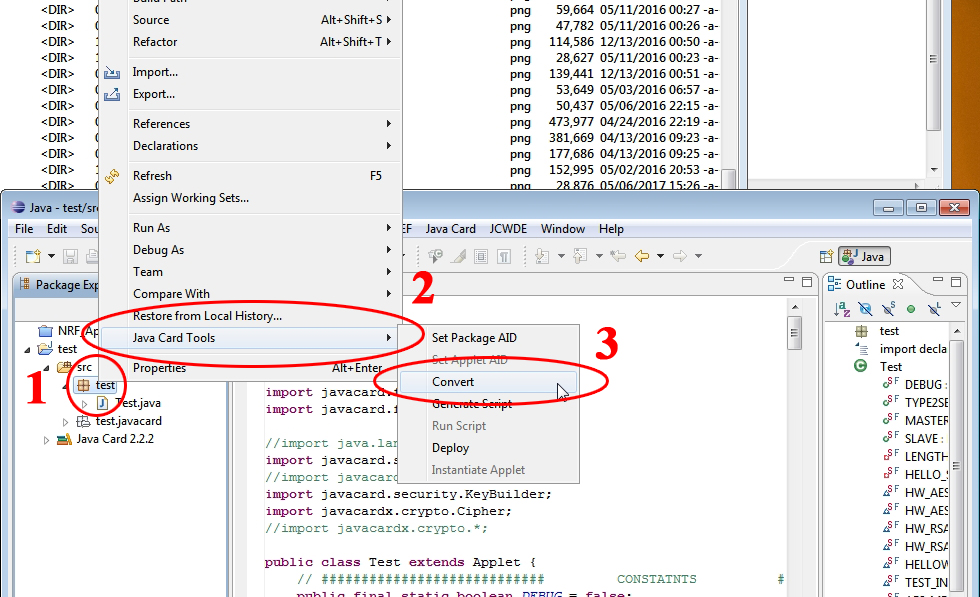 <DIR> png 59,664 05/11/2016 00:27 -a-
Source Alt+Shift+S
<DIR> png 47,782 05/11/2016 00:26 -a-
Refactor Alt+Shift+T
<DIR> png 114,586 12/13/2016 00:50 -a-
<DIR> png 28,627 05/11/2016 00:23 -a-
Import...
<DIR> png 139,441 12/13/2016 00:51 -a-
<DIR> png 53,649 05/03/2016 06:57 -a-
Export...
<DIR> png 50,437 05/06/2016 22:15 -a-
<DIR> png 473,977 04/24/2016 22:19 -a-
References
<DIR> png 381,669 04/13/2016 09:23 -a-
Declarations
<DIR> png 177,686 04/13/2016 09:25 -a-
<DIR> png 152,995 05/02/2016 20:53 -a-
Refresh F5
<DIR> png 28,876 05/06/2017 15:26 -a-
Assign Working Sets...
Java - test/src
File Edit Sou
Run As
EF Java Card JCWDE Window Help
Debug As
Java
Team
Package Exp
Compare With
2
Outline
Restore from Local History...
NRF_Ap
Java Card Tools
test
src
Properties Alt+Enter
1
test
Test.java
test.javacard
Java Card 2.2.2
Set Package AID
Set Applet AID
3
Convert
Generate Script
Run Script
Deploy
Instantiate Applet
import javacard.f
import javacard.f
//import java.lan
import javacard.s
//import javacard
import javacard.security.KeyBuilder;
import javacardx.crypto.Cipher;
//import javacardx.crypto.*;
public class Test extends Applet {
// ############################ CONSTATNTS #
public final static boolean DEBUG = false;
test
import decla
Test
DEBUG :
TYPE2SE
MASTER
SLAVE :
LENGTH
HELLO_S
HW_AES
HW_AES
HW_RSA
HW_RSA
HELLOW
TEST_IN